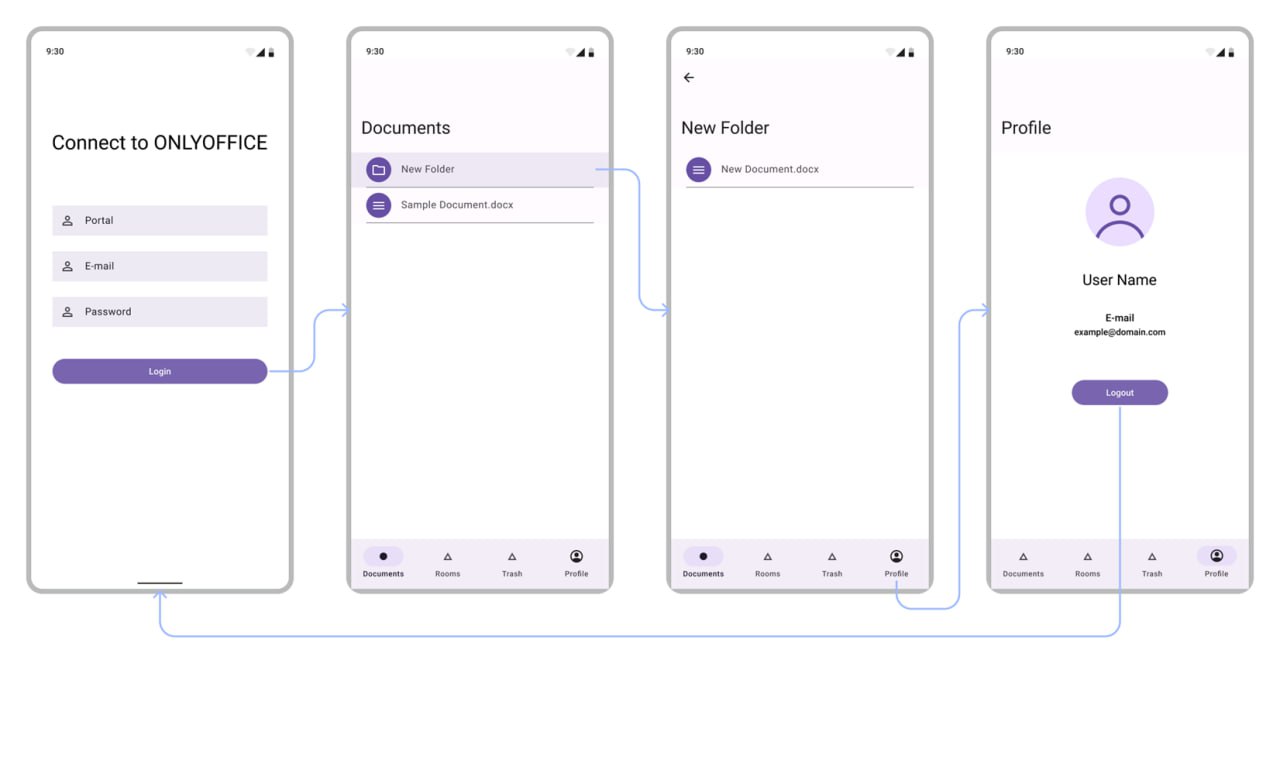 9:30
Connect to ONLYOFFICE
Portal
E-mail
Password
Login
9:30
Documents
New Folder
Sample Document.docx
Documents
Rooms
Trash
Profile
9:30
New Folder
New Document.docx
Documents
Rooms
Trash
Profile
9:30
Profile
User Name
E-mail
example@domain.com
Logout
Documents
Rooms
Trash
Profile